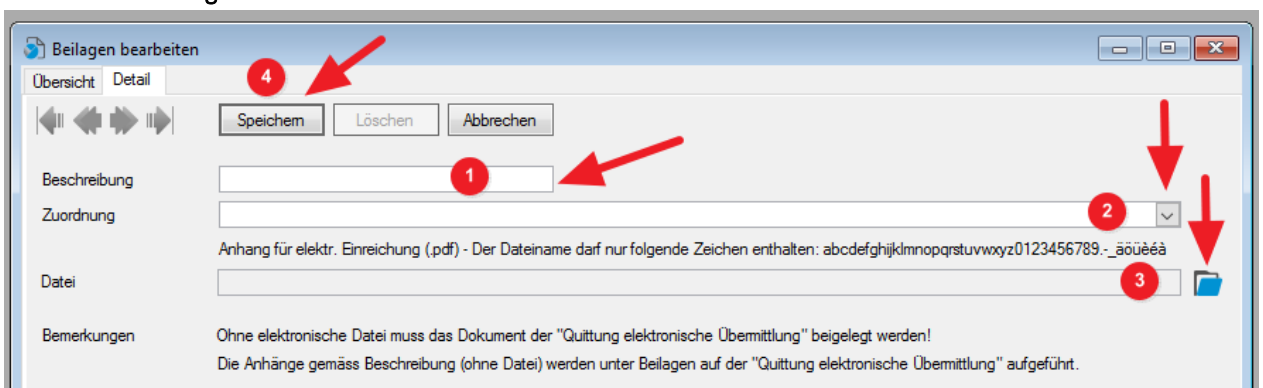 Beilagen bearbeiten
Übersicht Detail
4
Speichern Löschen Abbrechen
Beschreibung 1
Zuordnung 2
Anhang für elektr. Einreichung (.pdf) - Der Dateiname darf nur folgende Zeichen enthalten: abcdefghijklmnopqrstuvwxyz0123456789.-_äöüèéà
Datei 3
Bemerkungen Ohne elektronische Datei muss das Dokument der "Quittung elektronische Übermittlung" beigelegt werden!
Die Anhänge gemäss Beschreibung (ohne Datei) werden unter Beilagen auf der "Quittung elektronische Übermittlung" aufgeführt.